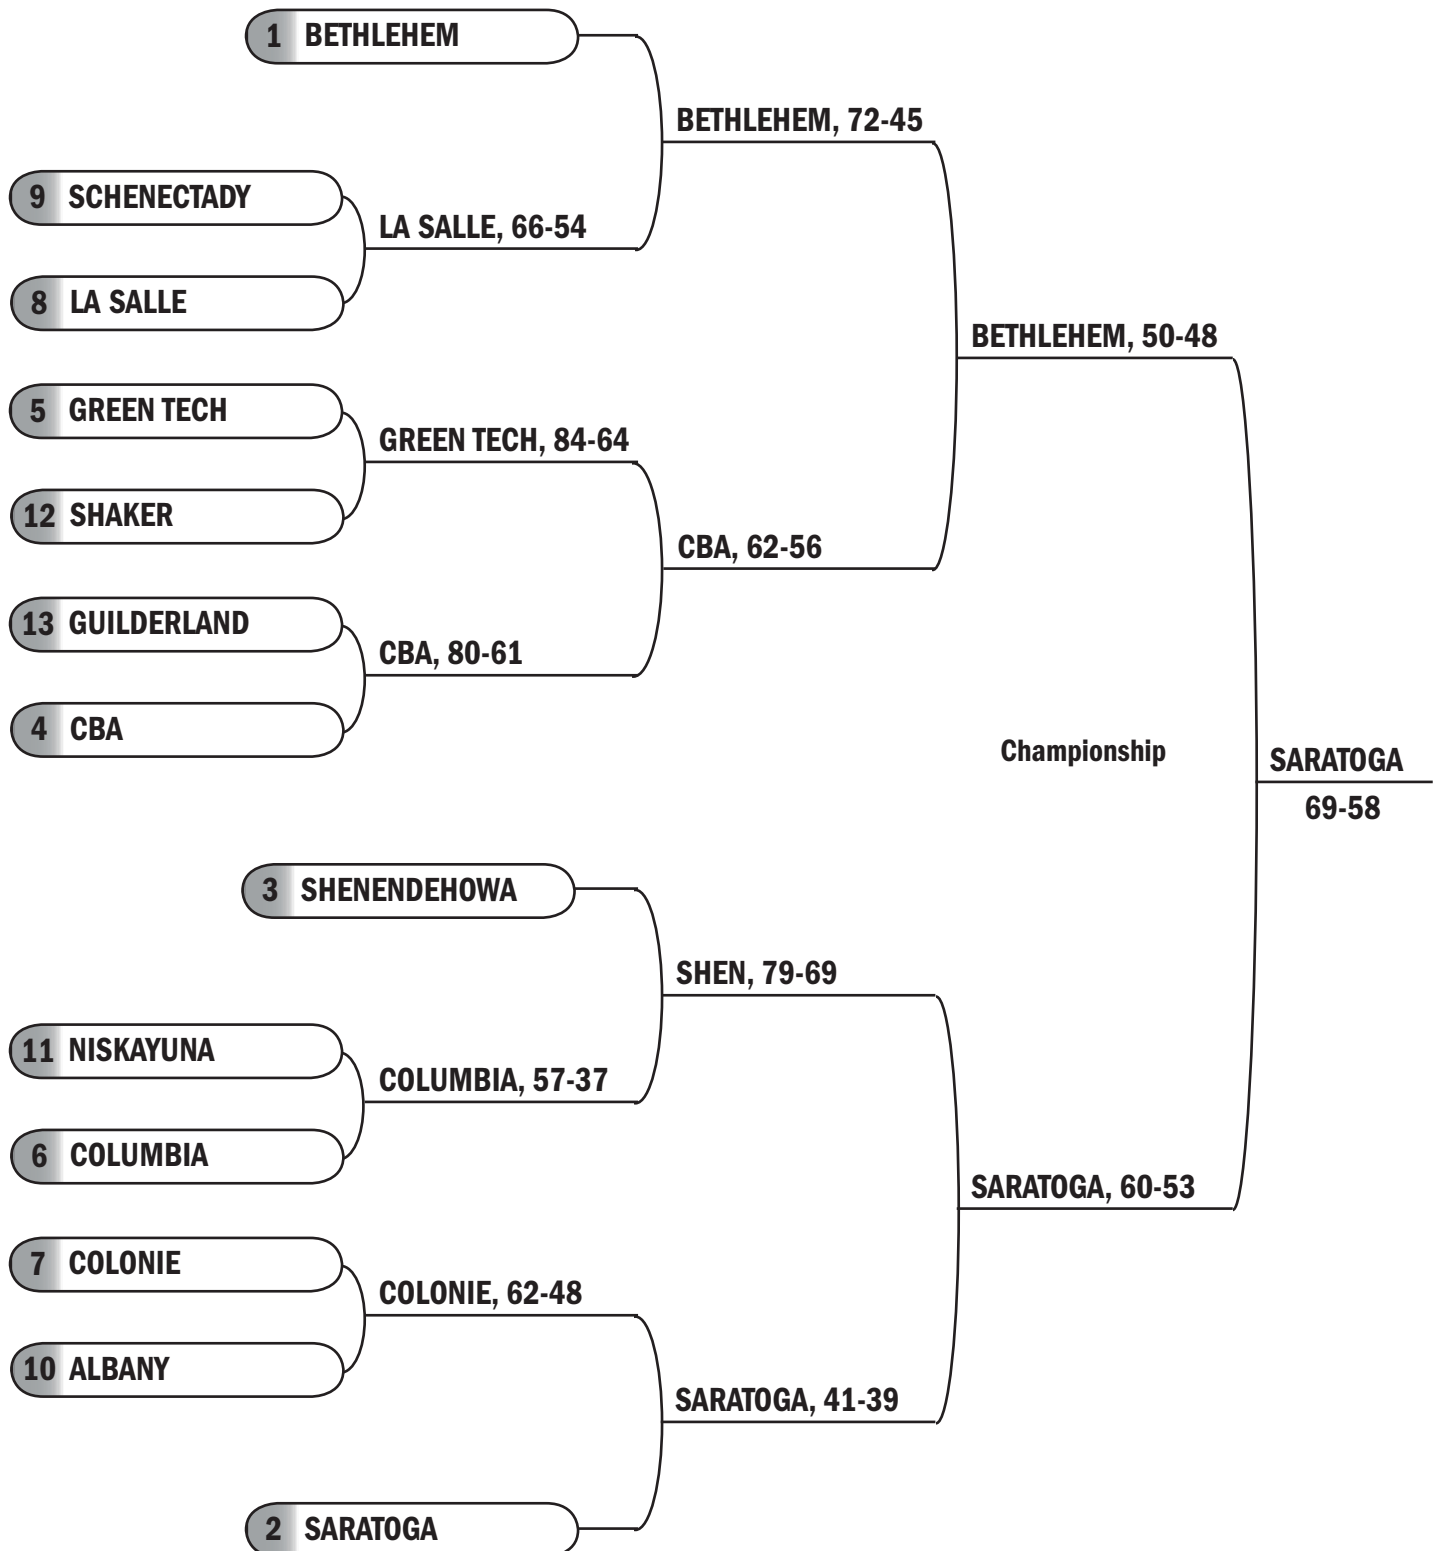 1 BETHLEHEM
BETHLEHEM, 72-45
9 SCHENECTADY
LA SALLE, 66-54
8 LA SALLE
BETHLEHEM, 50-48
5 GREEN TECH
GREEN TECH, 84-64
12 SHAKER
CBA, 62-56
13 GUILDERLAND
CBA, 80-61
4 CBA
Championship
SARATOGA
69-58
3 SHENENDEHOWA
SHEN, 79-69
11 NISKAYUNA
COLUMBIA, 57-37
6 COLUMBIA
SARATOGA, 60-53
7 COLONIE
COLONIE, 62-48
10 ALBANY
SARATOGA, 41-39
2 SARATOGA